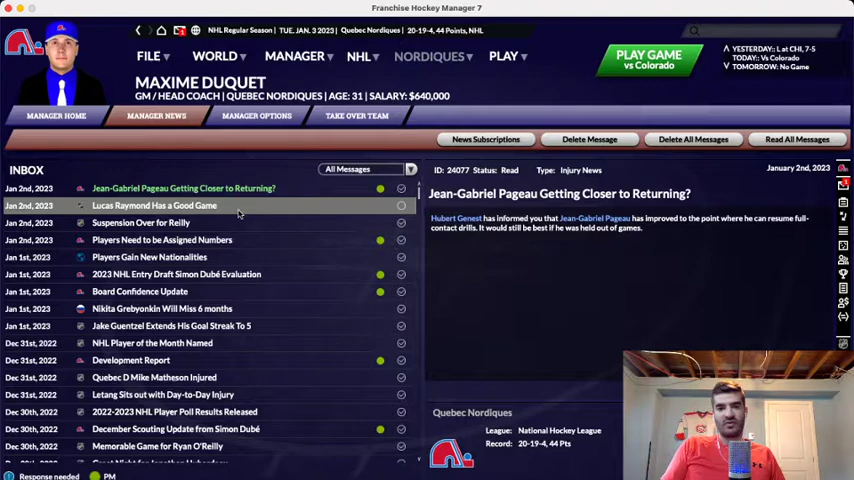 Franchise Hockey Manager 7
NHL Regular Season | TUE. JAN. 3 2023 | Quebec Nordiques | 20-19-4, 44 Points, NHL
FILE WORLD MANAGER NHL NORDIQUES PLAY
PLAY GAME
vs Colorado
YESTERDAY: L at CHI, 7-5
TODAY: Vs Colorado
TOMORROW: No Game
MAXIME DUQUET
GM / HEAD COACH | QUEBEC NORDIQUES | AGE: 31 | SALARY: $640,000
MANAGER HOME MANAGER NEWS MANAGER OPTIONS TAKE OVER TEAM
News Subscriptions Delete Message Delete All Messages Read All Messages
INBOX
All Messages
Jan 2nd, 2023 Jean-Gabriel Pageau Getting Closer to Returning?
Jan 2nd, 2023 Lucas Raymond Has a Good Game
Jan 2nd, 2023 Suspension Over for Reilly
Jan 2nd, 2023 Players Need to be Assigned Numbers
Jan 1st, 2023 Players Gain New Nationalities
Jan 1st, 2023 2023 NHL Entry Draft Simon Dubé Evaluation
Jan 1st, 2023 Board Confidence Update
Jan 1st, 2023 Nikita Grebyonkin Will Miss 6 months
Jan 1st, 2023 Jake Guentzel Extends His Goal Streak To 5
Dec 31st, 2022 NHL Player of the Month Named
Dec 31st, 2022 Development Report
Dec 31st, 2022 Quebec D Mike Matheson Injured
Dec 31st, 2022 Letang Sits out with Day-to-Day Injury
Dec 30th, 2022 2022-2023 NHL Player Poll Results Released
Dec 30th, 2022 December Scouting Update from Simon Dubé
Dec 30th, 2022 Memorable Game for Ryan O'Reilly
Response needed PM
ID: 24077 Status: Read Type: Injury News January 2nd, 2023
Jean-Gabriel Pageau Getting Closer to Returning?
Hubert Genest has informed you that Jean-Gabriel Pageau has improved to the point where he can resume full-
contact drills. It would still be best if he was held out of games.
Quebec Nordiques
League: National Hockey League
Record: 20-19-4, 44 Pts